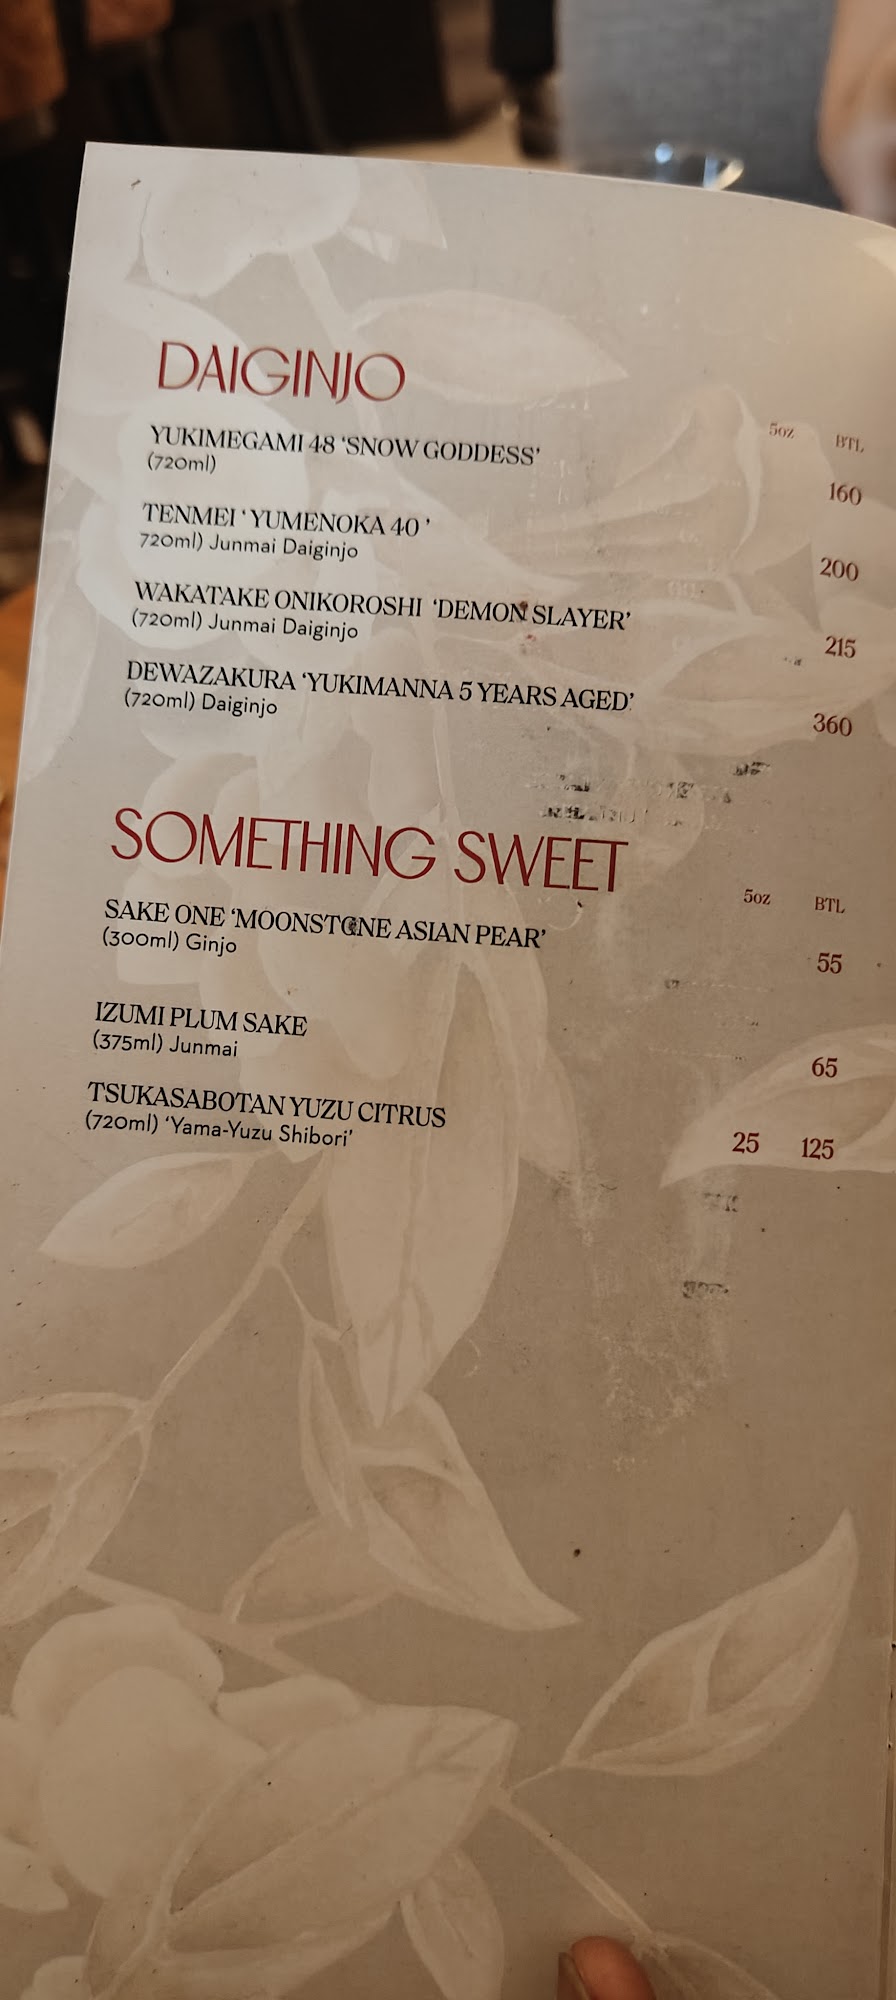 DAIGINJO
5oz BTL
YUKIMEGAMI 48 ‘SNOW GODDESS’
(720ml)
160
TENMEI ‘ YUMENOKA 40 ’
720ml) Junmai Daiginjo
200
WAKATAKE ONIKOROSHI ‘DEMON SLAYER’
(720ml) Junmai Daiginjo
215
DEWAZAKURA ‘YUKIMANNA 5 YEARS AGED’
(720ml) Daiginjo
360
SOMETHING SWEET
5oz BTL
SAKE ONE ‘MOONSTONE ASIAN PEAR’
(300ml) Ginjo
55
IZUMI PLUM SAKE
(375ml) Junmai
65
TSUKASABOTAN YUZU CITRUS
(720ml) ‘Yama-Yuzu Shibori’
25 125